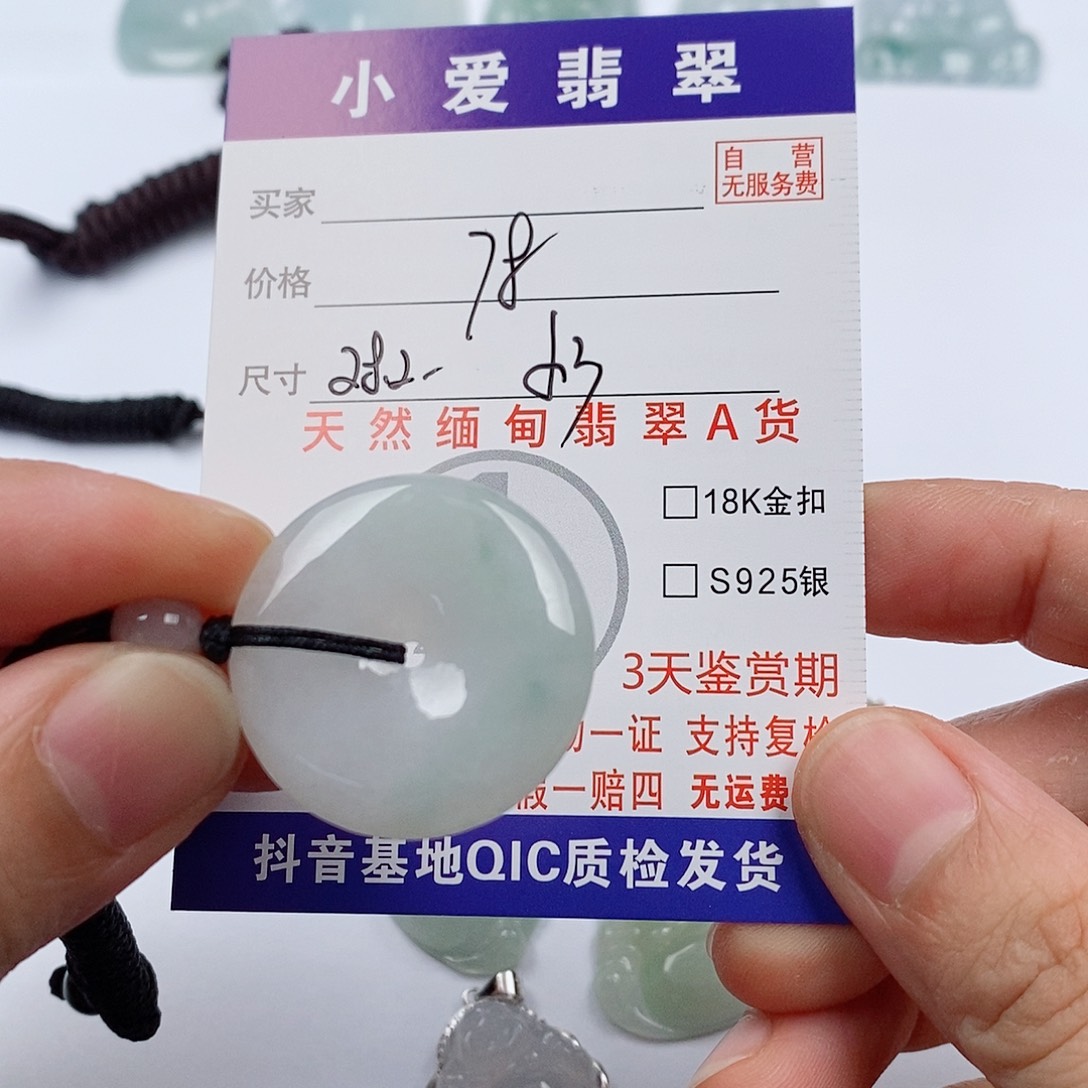 小爱翡翠
自营
无服务费
买家
价格 78
尺寸 282-
天然缅甸翡翠A货
18K金扣
S925银
3天鉴赏期
一证 支持复检
假一赔四 无运费
抖音基地QIC质检发货